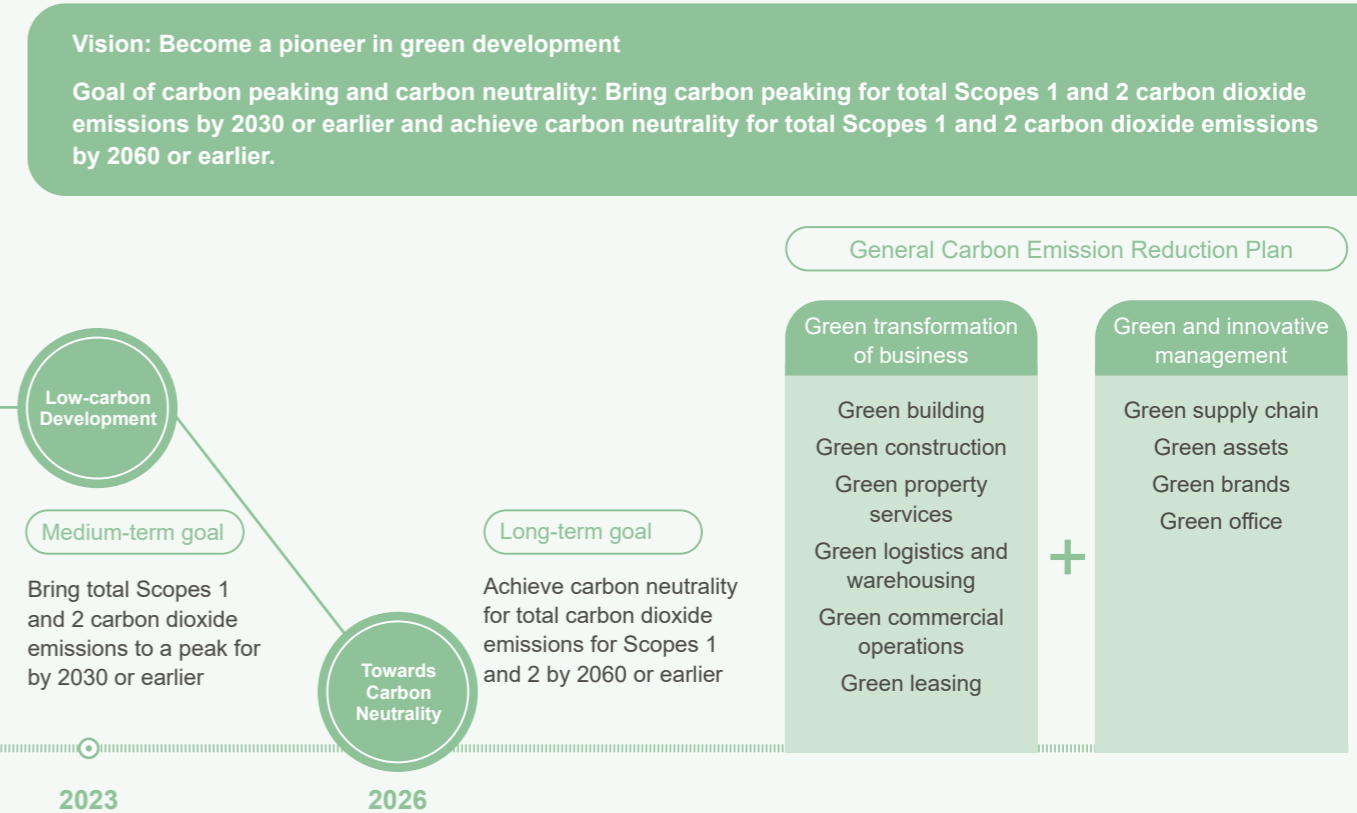 Vision: Become a pioneer in green development
Goal of carbon peaking and carbon neutrality: Bring carbon peaking for total Scopes 1 and 2 carbon dioxide
emissions by 2030 or earlier and achieve carbon neutrality for total Scopes 1 and 2 carbon dioxide emissions
by 2060 or earlier.
Low-carbon
Development
Medium-term goal
Bring total Scopes 1
and 2 carbon dioxide
emissions to a peak for
by 2030 or earlier
2023
Towards
Carbon
Neutrality
2026
Long-term goal
Achieve carbon neutrality
for total carbon dioxide
emissions for Scopes 1
and 2 by 2060 or earlier
General Carbon Emission Reduction Plan
Green transformation
of business
Green building
Green construction
Green property
services
Green logistics and
warehousing
Green commercial
operations
Green leasing
+
Green and innovative
management
Green supply chain
Green assets
Green brands
Green office